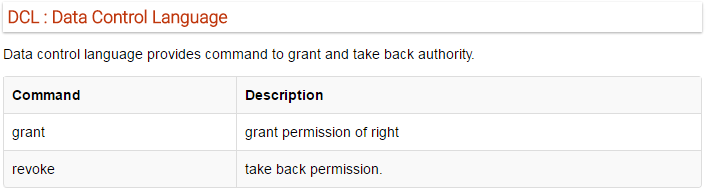 DCL : Data Control Language
Data control language provides command to grant and take back authority.
Command Description
grant grant permission of right
revoke take back permission.